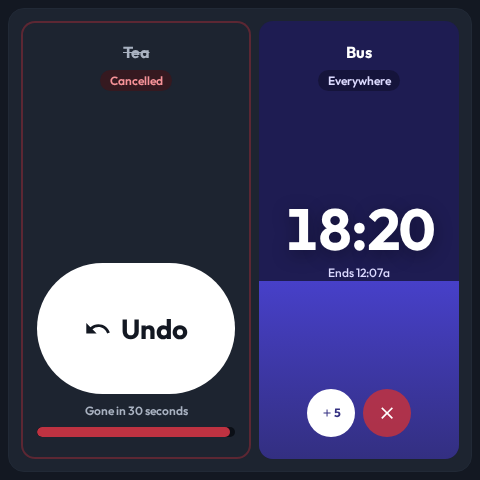 Tea
Cancelled
Undo
Gone in 30 seconds
Bus
Everywhere
18:20
Ends 12:07a
+ 5